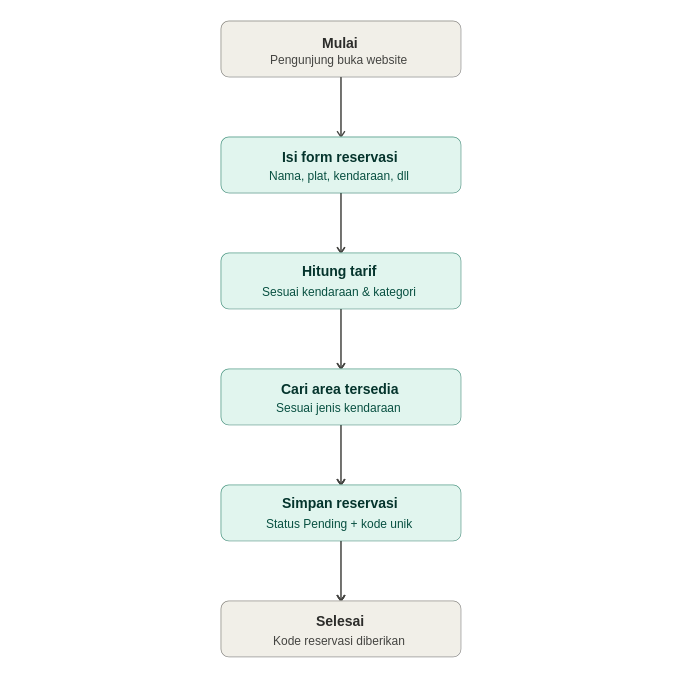 Mulai
Pengunjung buka website
Isi form reservasi
Nama, plat, kendaraan, dll
Hitung tarif
Sesuai kendaraan & kategori
Cari area tersedia
Sesuai jenis kendaraan
Simpan reservasi
Status Pending + kode unik
Selesai
Kode reservasi diberikan